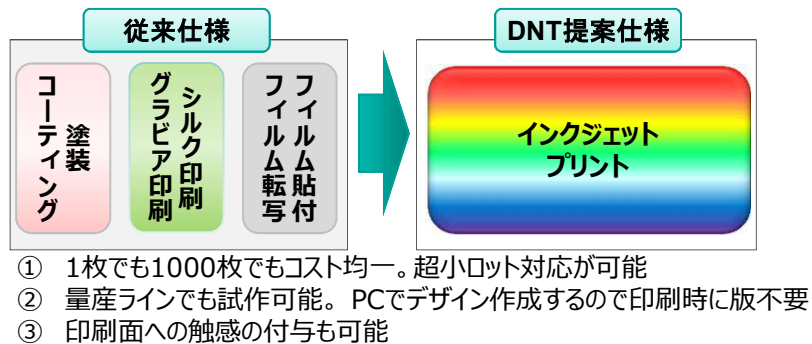 従来仕様
DNT提案仕様
塗装
コーティング
シルク印刷
グラビア印刷
フィルム貼付
フィルム転写
インクジェット
プリント
① 1枚でも1000枚でもコスト均一。超小ロット対応が可能
② 量産ラインでも試作可能。PCでデザイン作成するので印刷時に版不要
③ 印刷面への触感の付与も可能